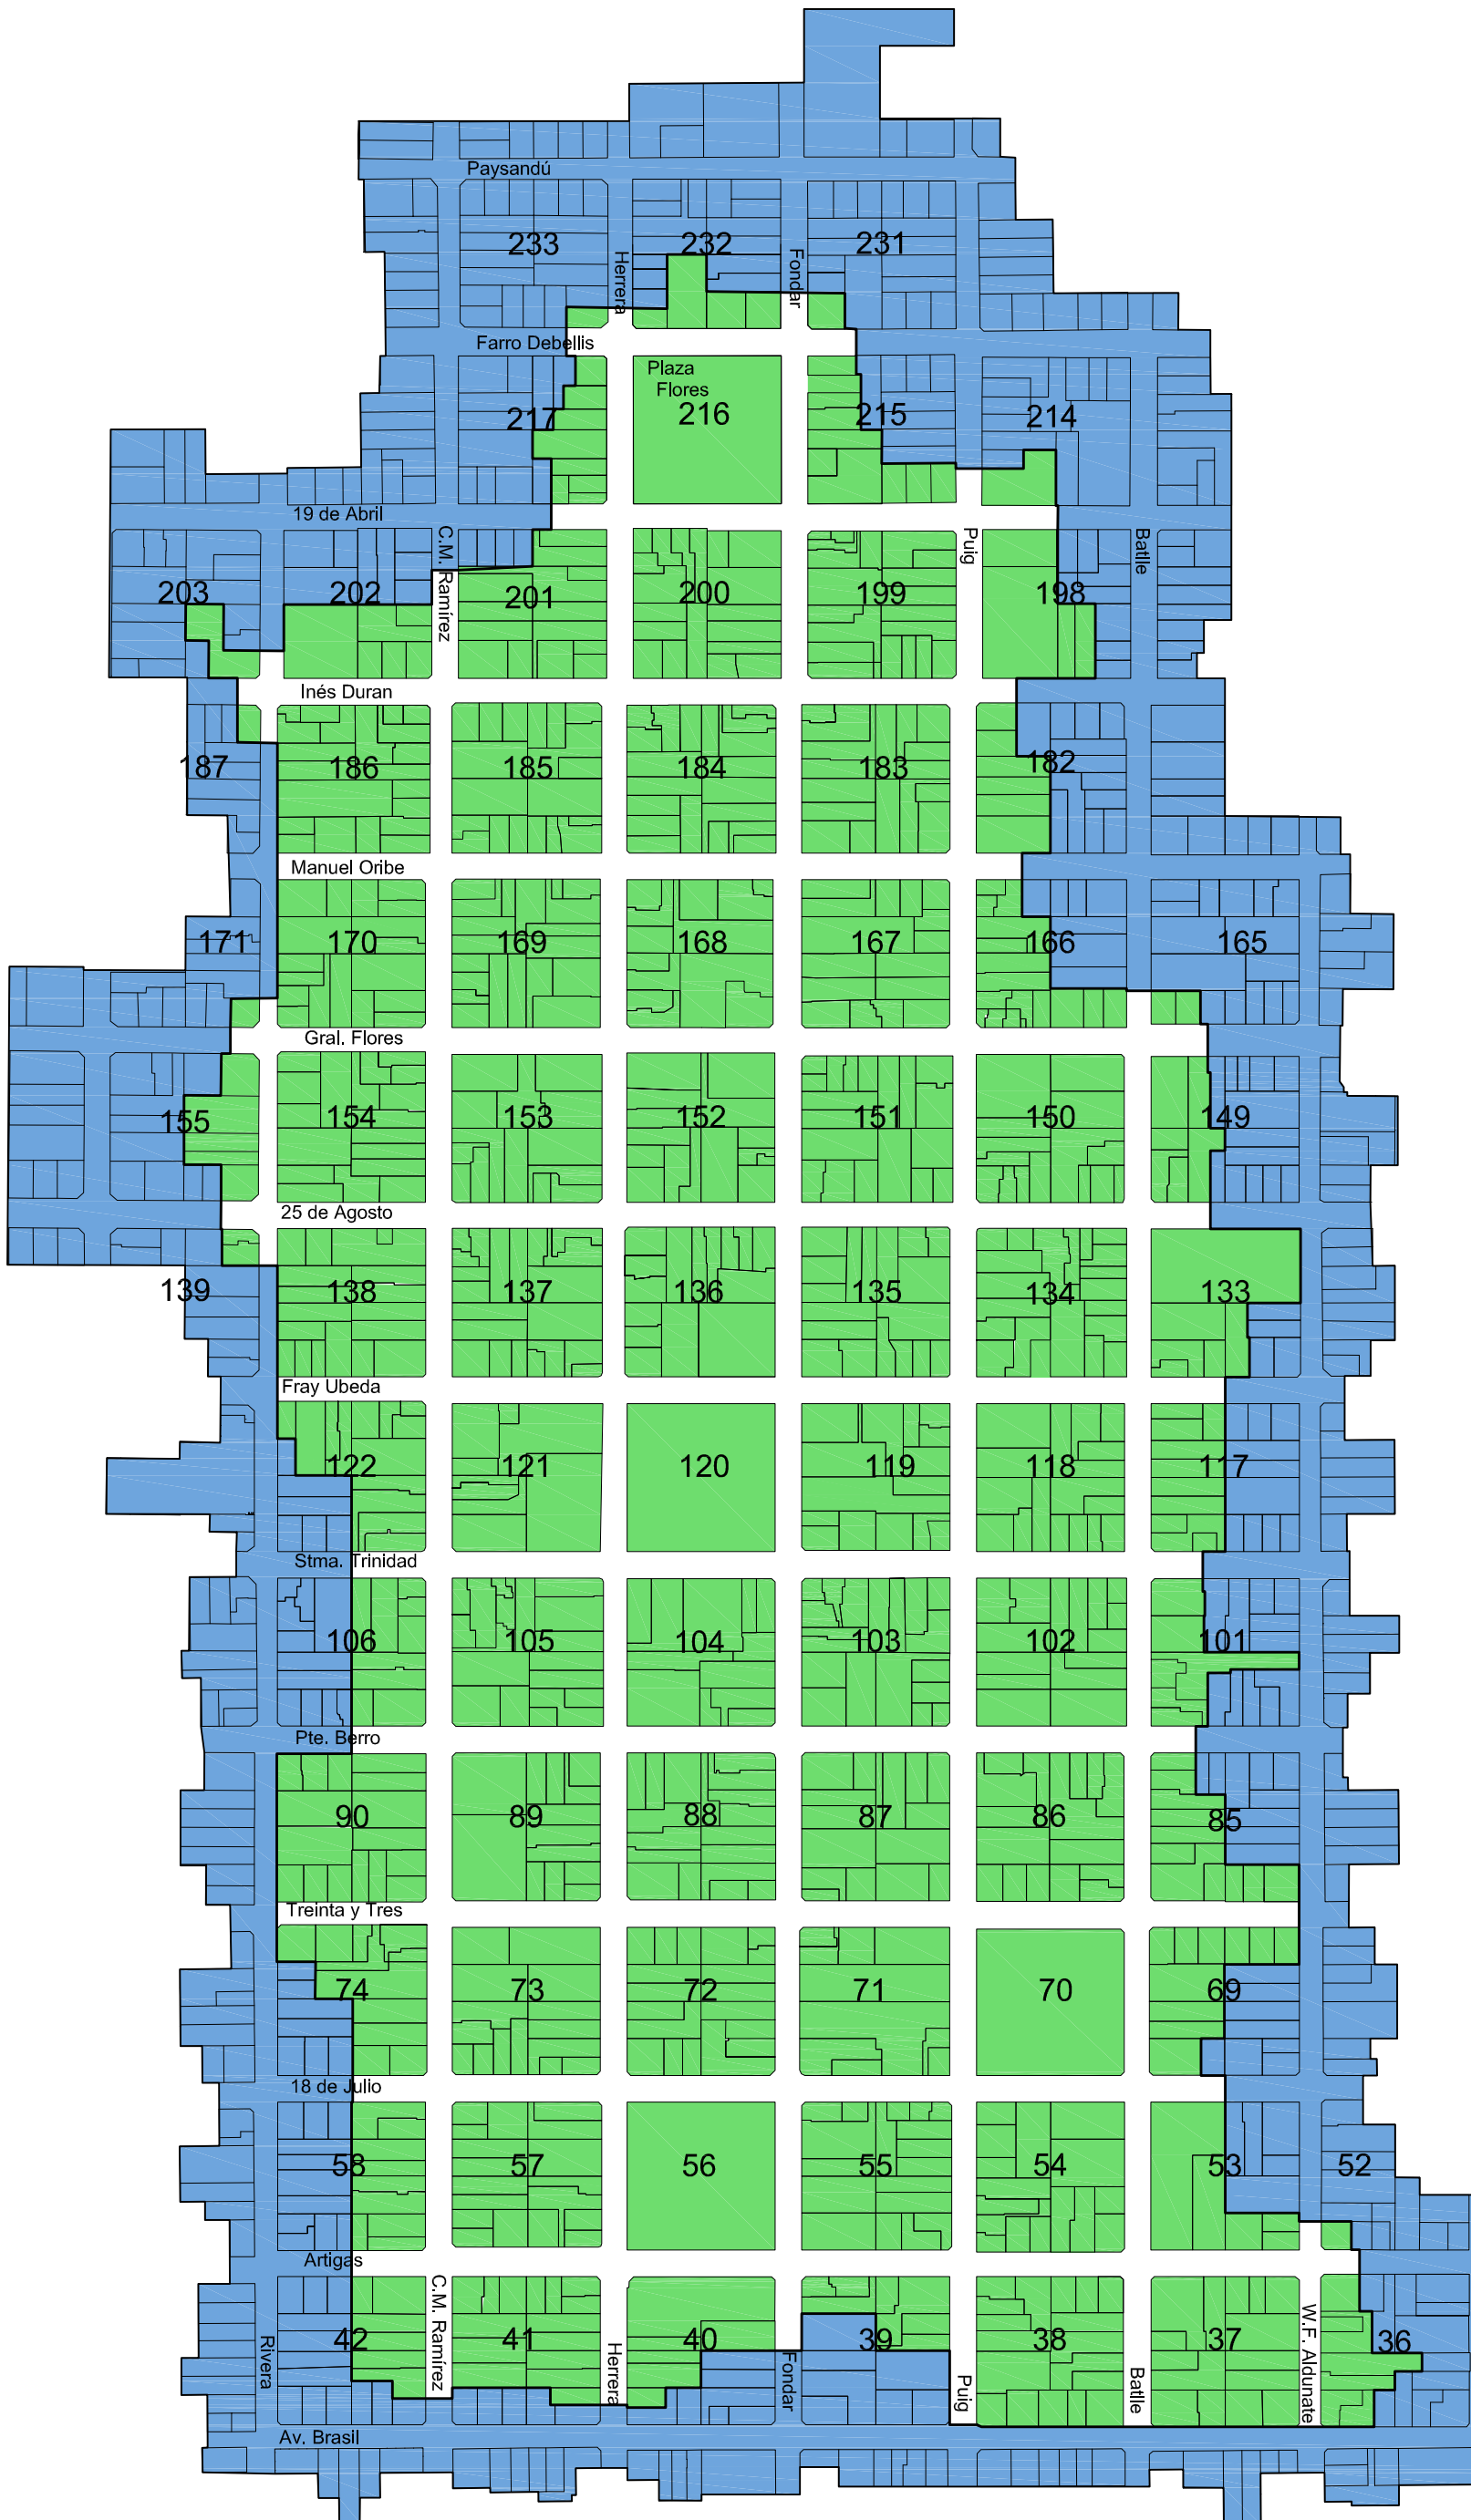 Paysandú
233
232
231
Herrera
Fondar
Farro Debellis
Plaza
Flores
217
216
215
214
19 de Abril
C.M. Ramírez
Puig
Batlle
203
202
201
200
199
198
Inés Duran
187
186
185
184
183
182
Manuel Oribe
171
170
169
168
167
166
165
Gral. Flores
155
154
153
152
151
150
149
25 de Agosto
139
138
137
136
135
134
133
Fray Ubeda
122
121
120
119
118
117
Stma. Trinidad
106
105
104
103
102
101
Pte. Berro
90
89
88
87
86
85
Treinta y Tres
74
73
72
71
70
69
18 de Julio
58
57
56
55
54
53
52
Artigas
42
41
40
39
38
37
36
Rivera
C.M. Ramírez
Herrera
Fondar
Puig
Batlle
W.F. Aldunate
Av. Brasil